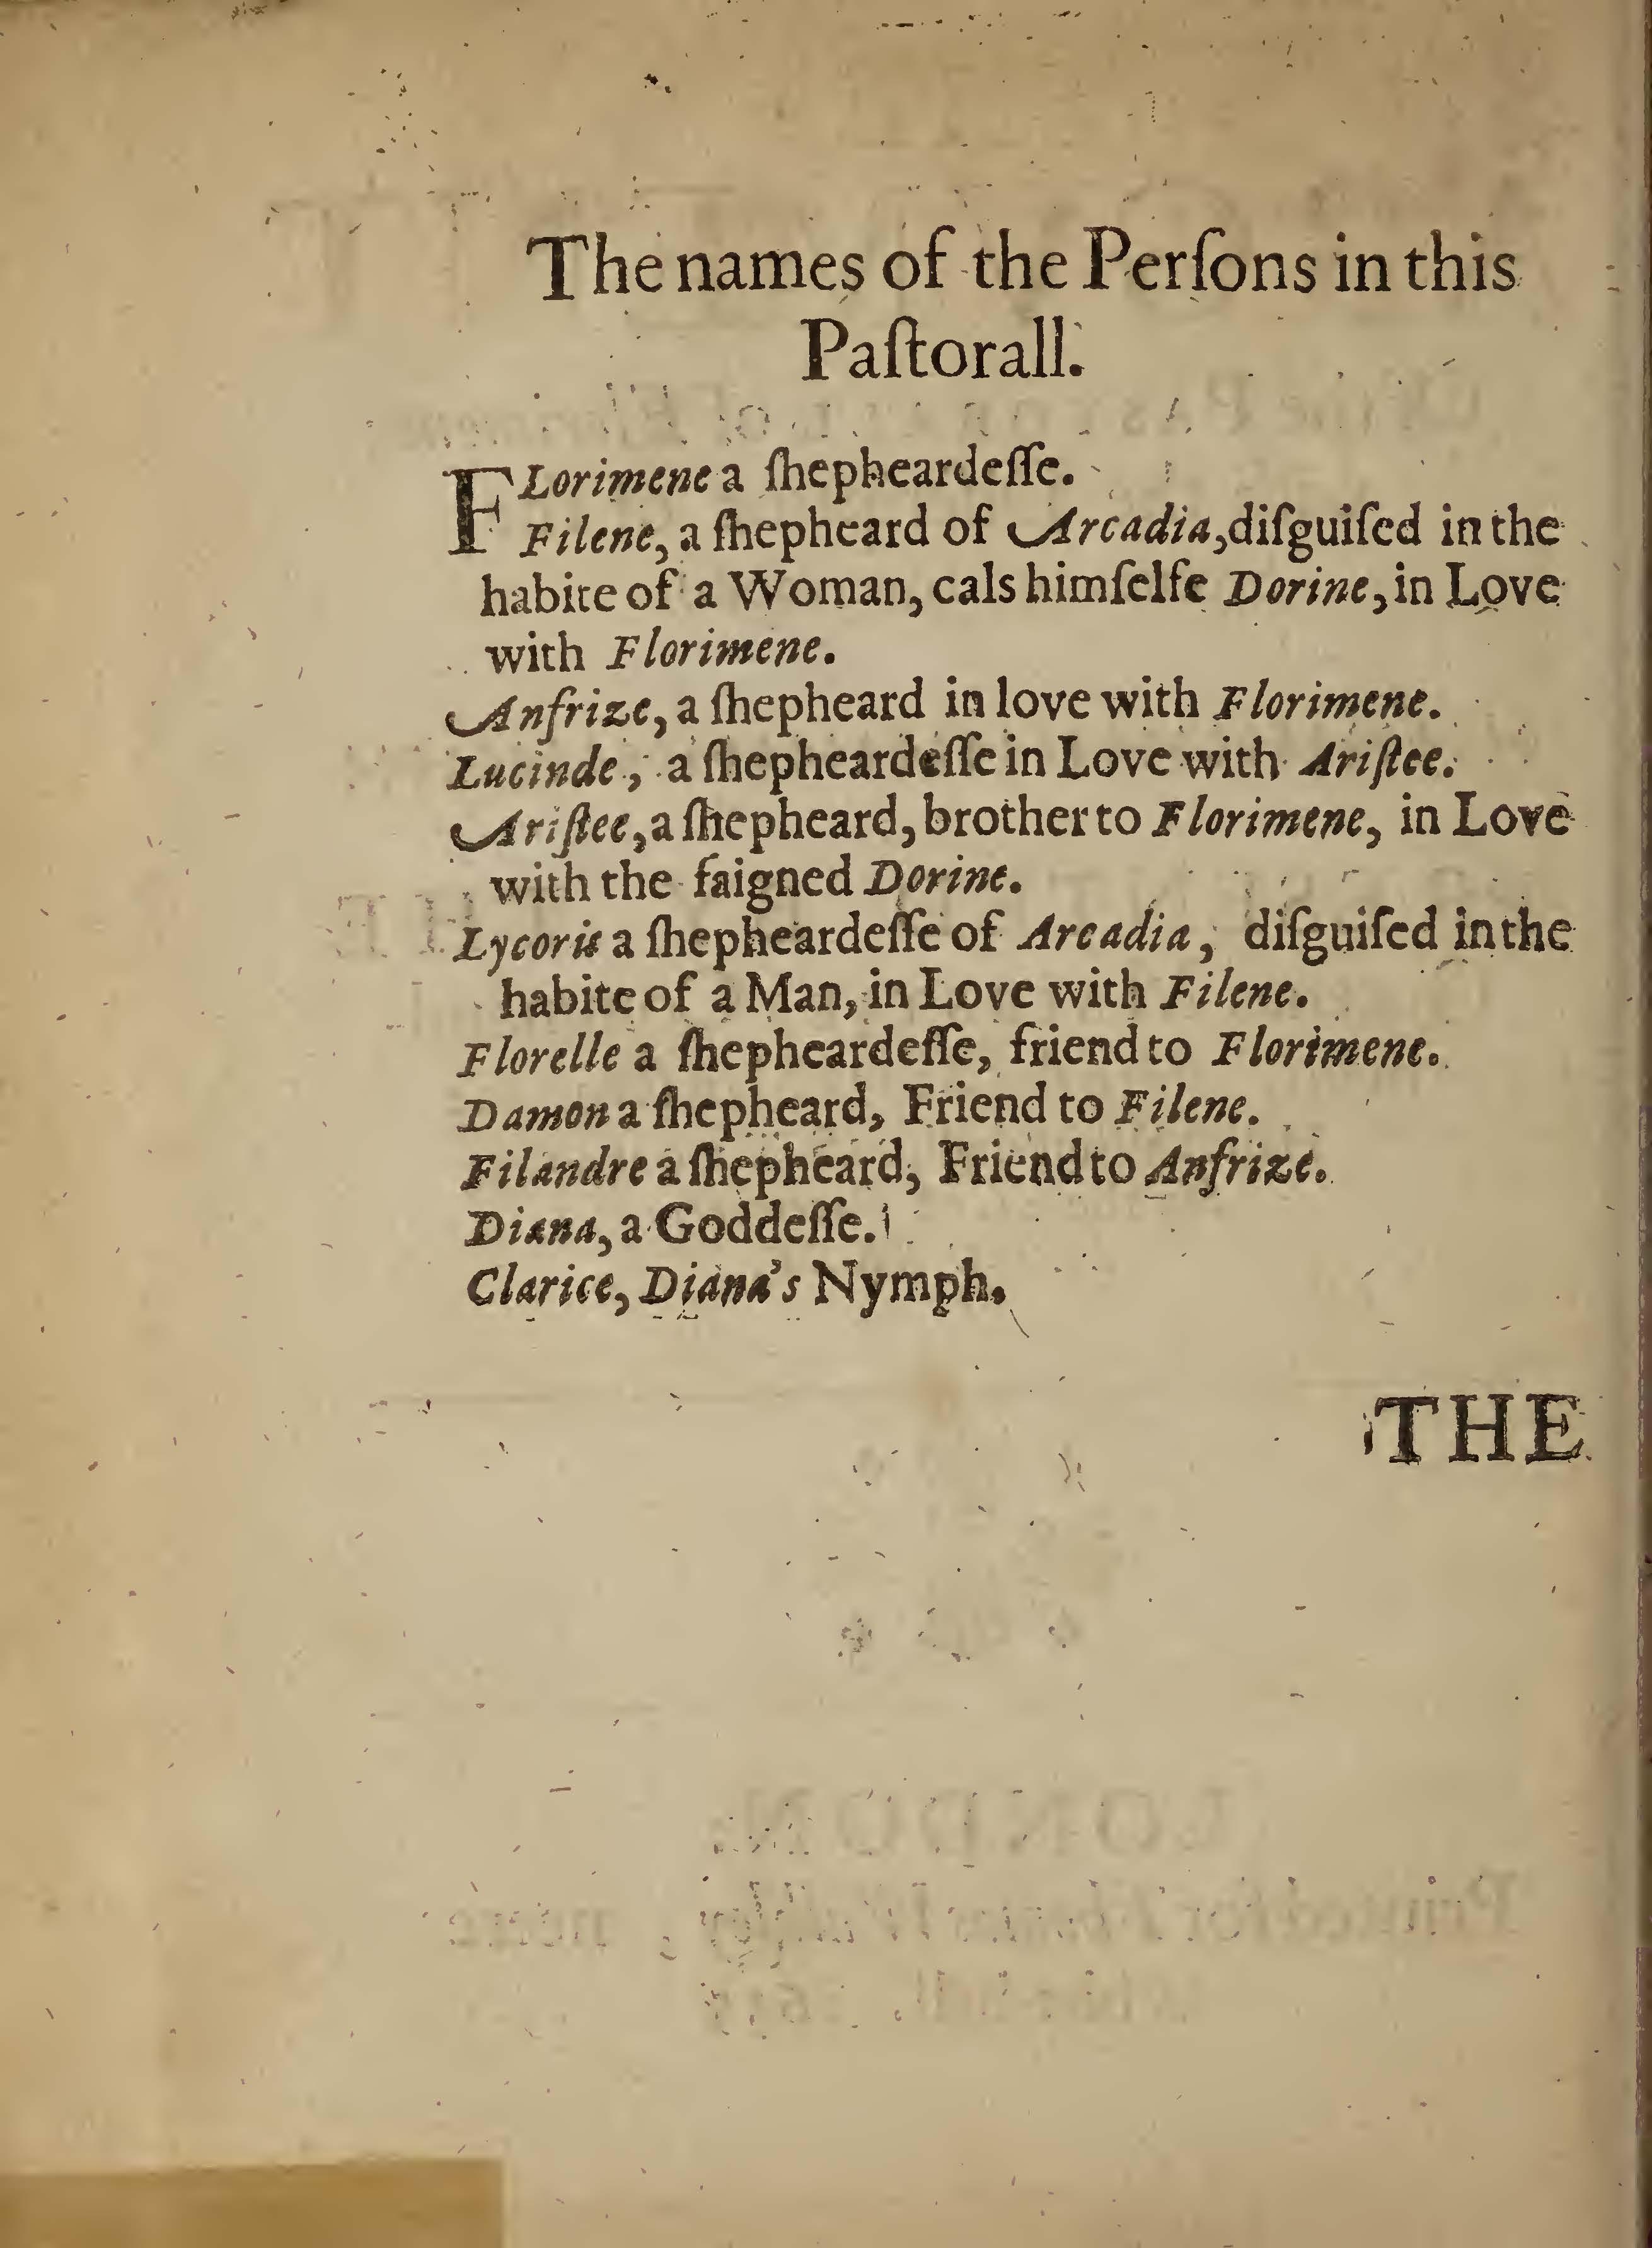 The names of the Perſons in this
Paſtorall.
FLorimene a ſhepheardeſſe.
Filene, a ſhepheard of Arcadia, diſguiſed in the
habite of a Woman, cals himſelfe Dorine, in Love
with Florimene.
Anfrize, a ſhepheard in love with Florimene.
Lucinde, a ſhepheardeſſe in Love with Ariſtee.
Ariſtee, a ſhepheard, brother to Florimene, in Love
with the faigned Dorine.
Lycoris a ſhepheardeſſe of Arcadia, diſguiſed in the
habite of a Man, in Love with Filene.
Florelle a ſhepheardeſſe, friend to Florimene.
Damon a ſhepheard, Friend to Filene.
Filandre a ſhepheard, Friend to Anfrize.
Diana, a Goddeſſe.
Clarice, Diana's Nymph.
THE